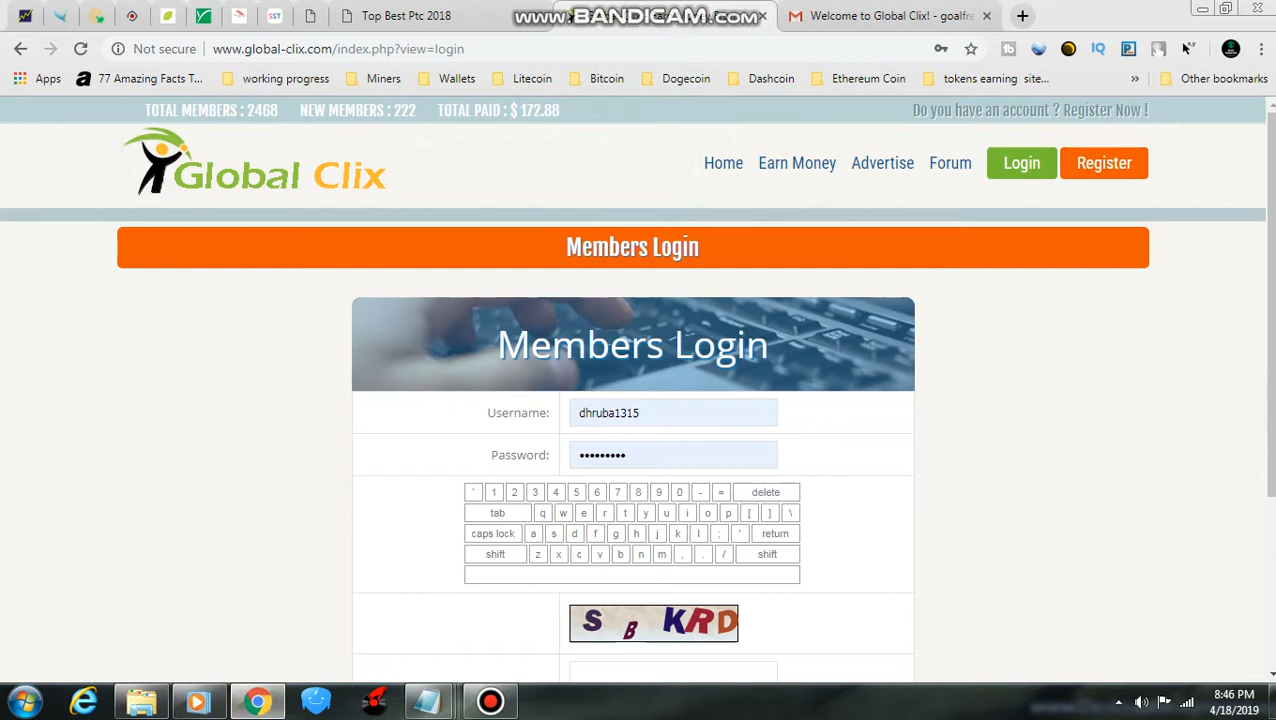 Top Best Ptc 2018
www.BANDICAM.com
Welcome to Global Clix! - goalfre
Not secure
www.global-clix.com/index.php?view=login
Apps
77 Amazing Facts T...
working progress
Miners
Wallets
Litecoin
Bitcoin
Dogecoin
Dashcoin
Ethereum Coin
tokens earning site...
»
Other bookmarks
TOTAL MEMBERS : 2468 NEW MEMBERS : 222 TOTAL PAID : $ 172.88
Do you have an account ? Register Now !
Global Clix
Home Earn Money Advertise Forum Login Register
Members Login
Members Login
Username: dhruba1315
Password: •••••••••
` 1 2 3 4 5 6 7 8 9 0 - = delete
tab q w e r t y u i o p [ ] \
caps lock a s d f g h j k l ; ' return
shift z x c v b n m , . / shift
S B KRD
8:46 PM
4/18/2019